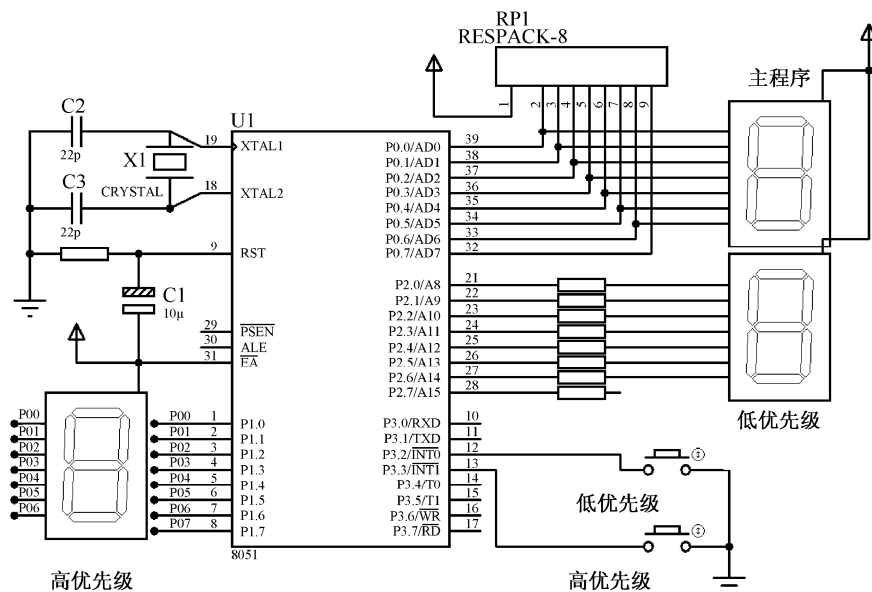 RP1
RESPACK-8
主程序
1 2 3 4 5 6 7 8 9
C2
22p
X1
CRYSTAL
C3
22p
C1
10μ
U1
19 XTAL1
18 XTAL2
9 RST
29 PSEN
30 ALE
31 EA
P00 1 P1.0
P01 2 P1.1
P02 3 P1.2
P03 4 P1.3
P04 5 P1.4
P05 6 P1.5
P06 7 P1.6
P07 8 P1.7
8051
P0.0/AD0 39
P0.1/AD1 38
P0.2/AD2 37
P0.3/AD3 36
P0.4/AD4 35
P0.5/AD5 34
P0.6/AD6 33
P0.7/AD7 32
P2.0/A8 21
P2.1/A9 22
P2.2/A10 23
P2.3/A11 24
P2.4/A12 25
P2.5/A13 26
P2.6/A14 27
P2.7/A15 28
P3.0/RXD 10
P3.1/TXD 11
P3.2/INT0 12
P3.3/INT1 13
P3.4/T0 14
P3.5/T1 15
P3.6/WR 16
P3.7/RD 17
P00
P01
P02
P03
P04
P05
P06
高优先级
低优先级
低优先级
高优先级